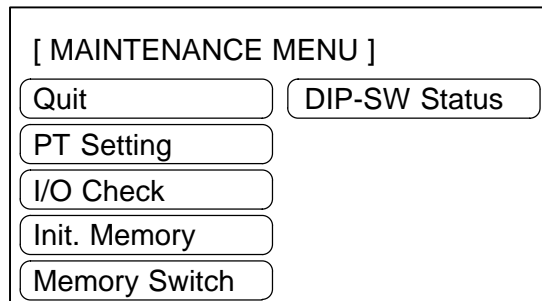 [ MAINTENANCE MENU ]
Quit
DIP-SW Status
PT Setting
I/O Check
Init. Memory
Memory Switch